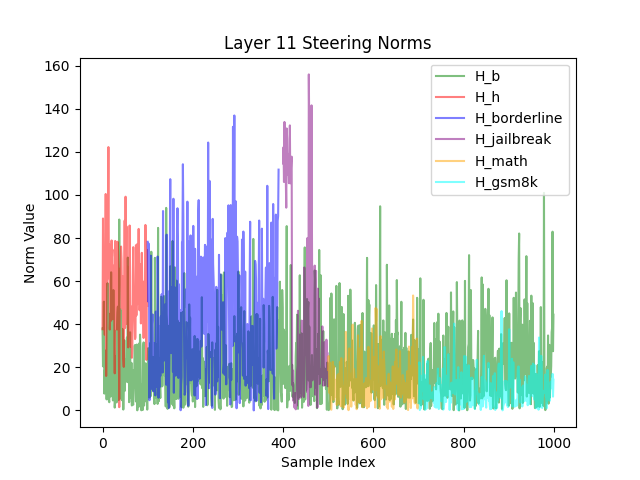 Layer 11 Steering Norms
H_b
H_h
H_borderline
H_jailbreak
H_math
H_gsm8k
160
140
120
100
80
60
40
20
0
Norm Value
0 200 400 600 800 1000
Sample Index